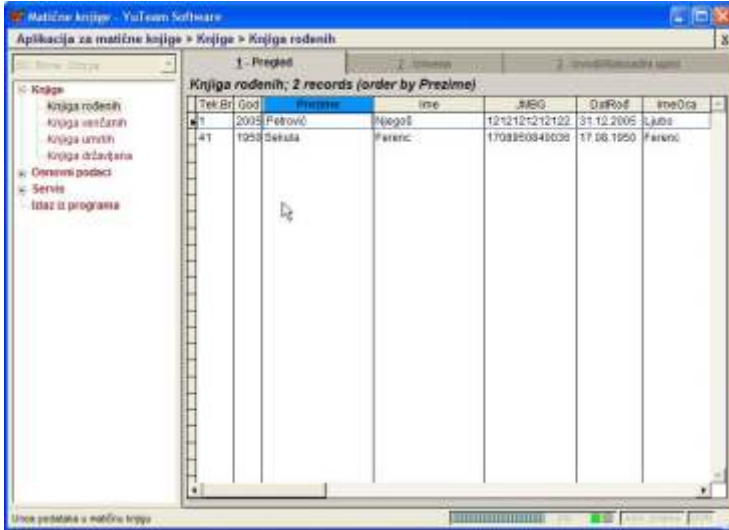 Matične knjige - YuTeam Software
Aplikacija za matične knjige > Knjige > Knjiga rođenih
X
1 - Pregled
Knjiga rođenih; 2 records (order by Prezime)
Knjige
Knjiga rođenih
Knjiga venčanih
Knjiga umrlih
Knjiga državljana
Osnovni podaci
Servis
Izlaz iz programa
Tek.Br God Prezime Ime JMBG DatRođ ImeOca
1 2005 Petrović Njegoš 1212121212122 31.12.2005 Ljubo
41 1950 Sekula Ferenc 17.08.1950 Ferenc
Unos podataka u matičnu knjigu